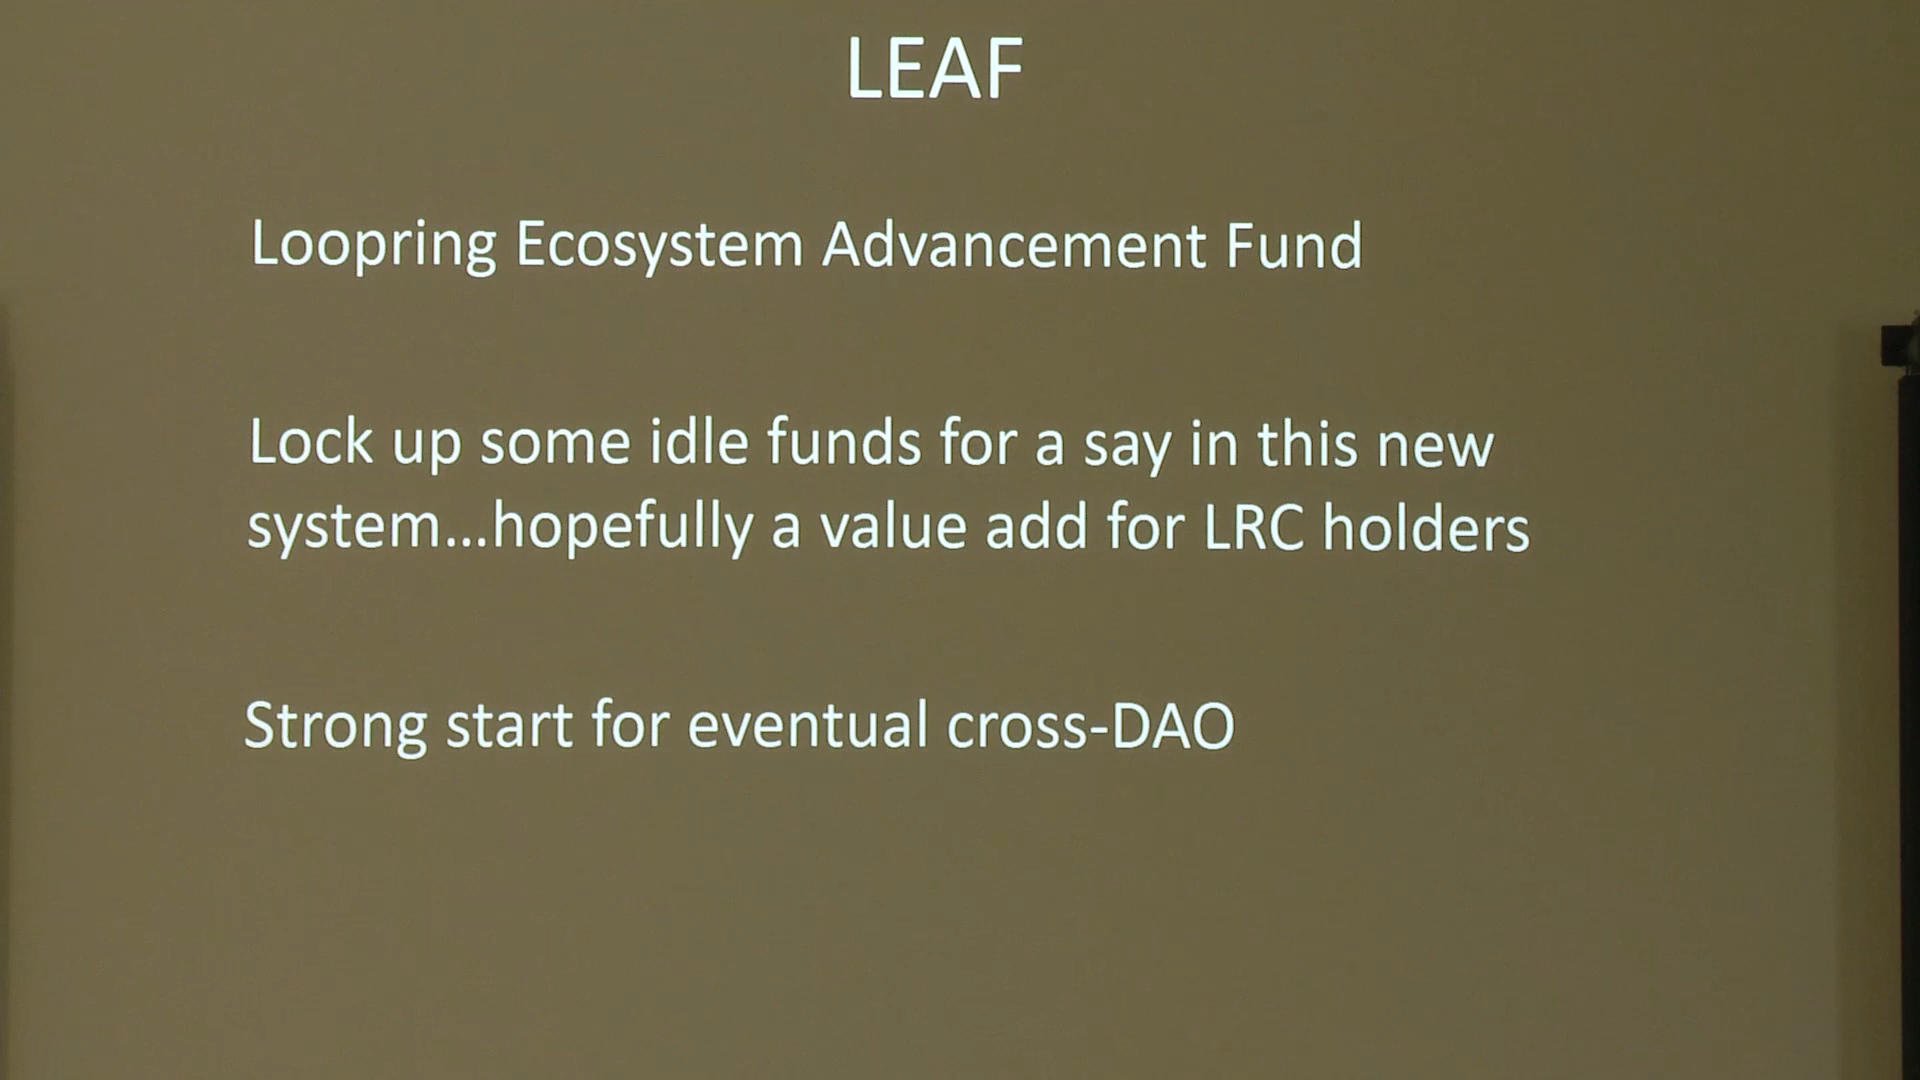 LEAF
Loopring Ecosystem Advancement Fund
Lock up some idle funds for a say in this new
system...hopefully a value add for LRC holders
Strong start for eventual cross-DAO